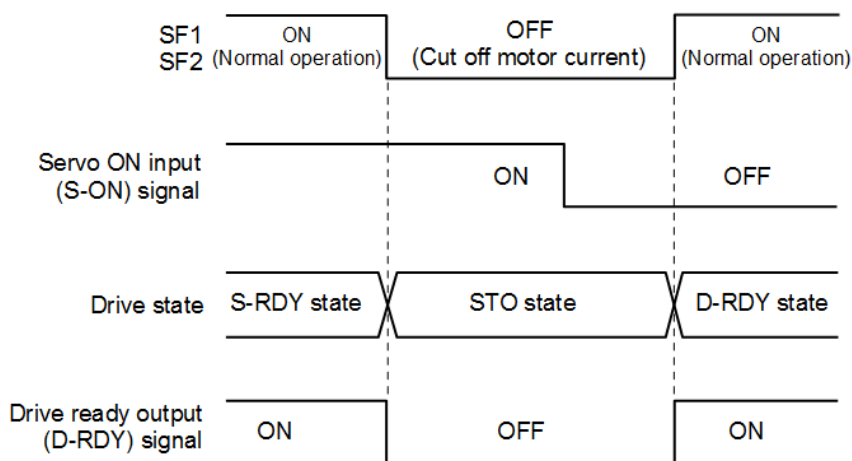 SF1
SF2
ON
(Normal operation)
OFF
(Cut off motor current)
ON
(Normal operation)
Servo ON input
(S-ON) signal
ON
OFF
Drive state
S-RDY state
STO state
D-RDY state
Drive ready output
(D-RDY) signal
ON
OFF
ON